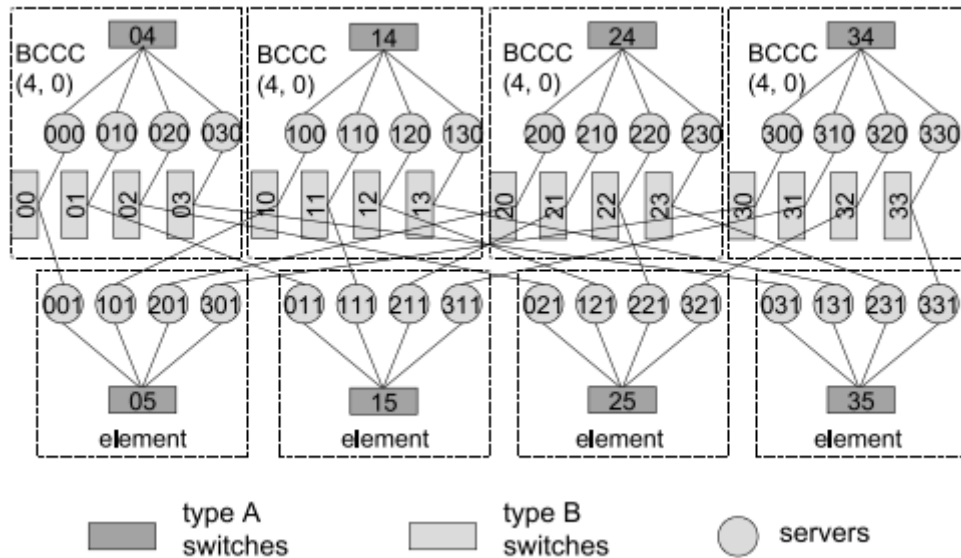 04 14 24 34
BCCC (4, 0) BCCC (4, 0) BCCC (4, 0) BCCC (4, 0)
000 010 020 030 100 110 120 130 200 210 220 230 300 310 320 330
00 01 02 03 10 11 12 13 20 21 22 23 30 31 32 33
001 101 201 301 011 111 211 311 021 121 221 321 031 131 231 331
05 15 25 35
element element element element
type A switches type B switches servers